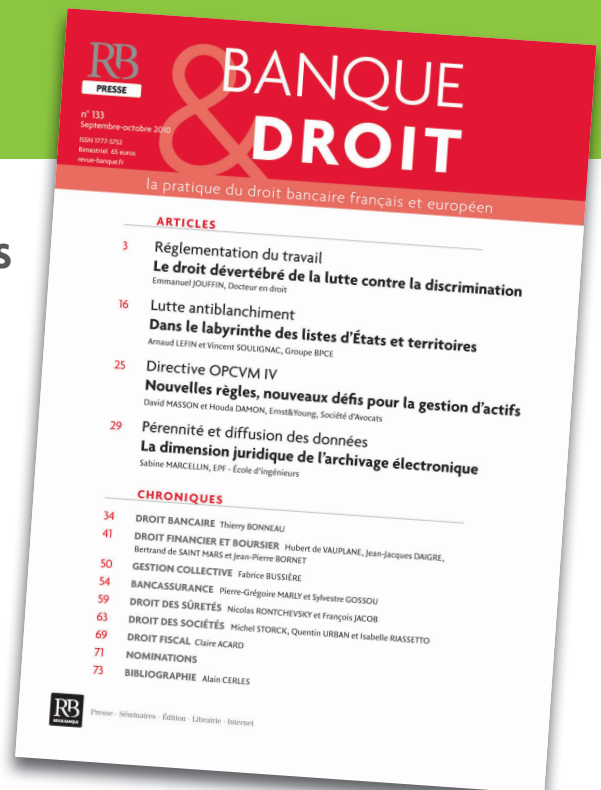 s
RB
PRESSE
BANQUE
& DROIT
n° 133
Septembre-octobre 2010
ISSN 1777-5752
Bimestriel 65 euros
revue-banque.fr
la pratique du droit bancaire français et européen
ARTICLES
3 Réglementation du travail
Le droit dévertébré de la lutte contre la discrimination
Emmanuel JOUFFIN, Docteur en droit
16 Lutte antiblanchiment
Dans le labyrinthe des listes d’États et territoires
Arnaud LEFIN et Vincent SOULIGNAC, Groupe BPCE
25 Directive OPCVM IV
Nouvelles règles, nouveaux défis pour la gestion d’actifs
David MASSON et Houda DAMON, Ernst&Young, Société d’Avocats
29 Pérennité et diffusion des données
La dimension juridique de l’archivage électronique
Sabine MARCELLIN, EPF - École d’ingénieurs
CHRONIQUES
34 DROIT BANCAIRE Thierry BONNEAU
41 DROIT FINANCIER ET BOURSIER Hubert de VAUPLANE, Jean-Jacques DAIGRE,
Bertrand de SAINT MARS et Jean-Pierre BORNET
50 GESTION COLLECTIVE Fabrice BUSSIÈRE
54 BANCASSURANCE Pierre-Grégoire MARLY et Sylvestre GOSSOU
59 DROIT DES SÛRETÉS Nicolas RONTCHEVSKY et François JACOB
63 DROIT DES SOCIÉTÉS Michel STORCK, Quentin URBAN et Isabelle RIASSETTO
69 DROIT FISCAL Claire ACARD
71 NOMINATIONS
73 BIBLIOGRAPHIE Alain CERLES
RB
REVUE BANQUE
Presse - Séminaires - Édition - Librairie - Internet